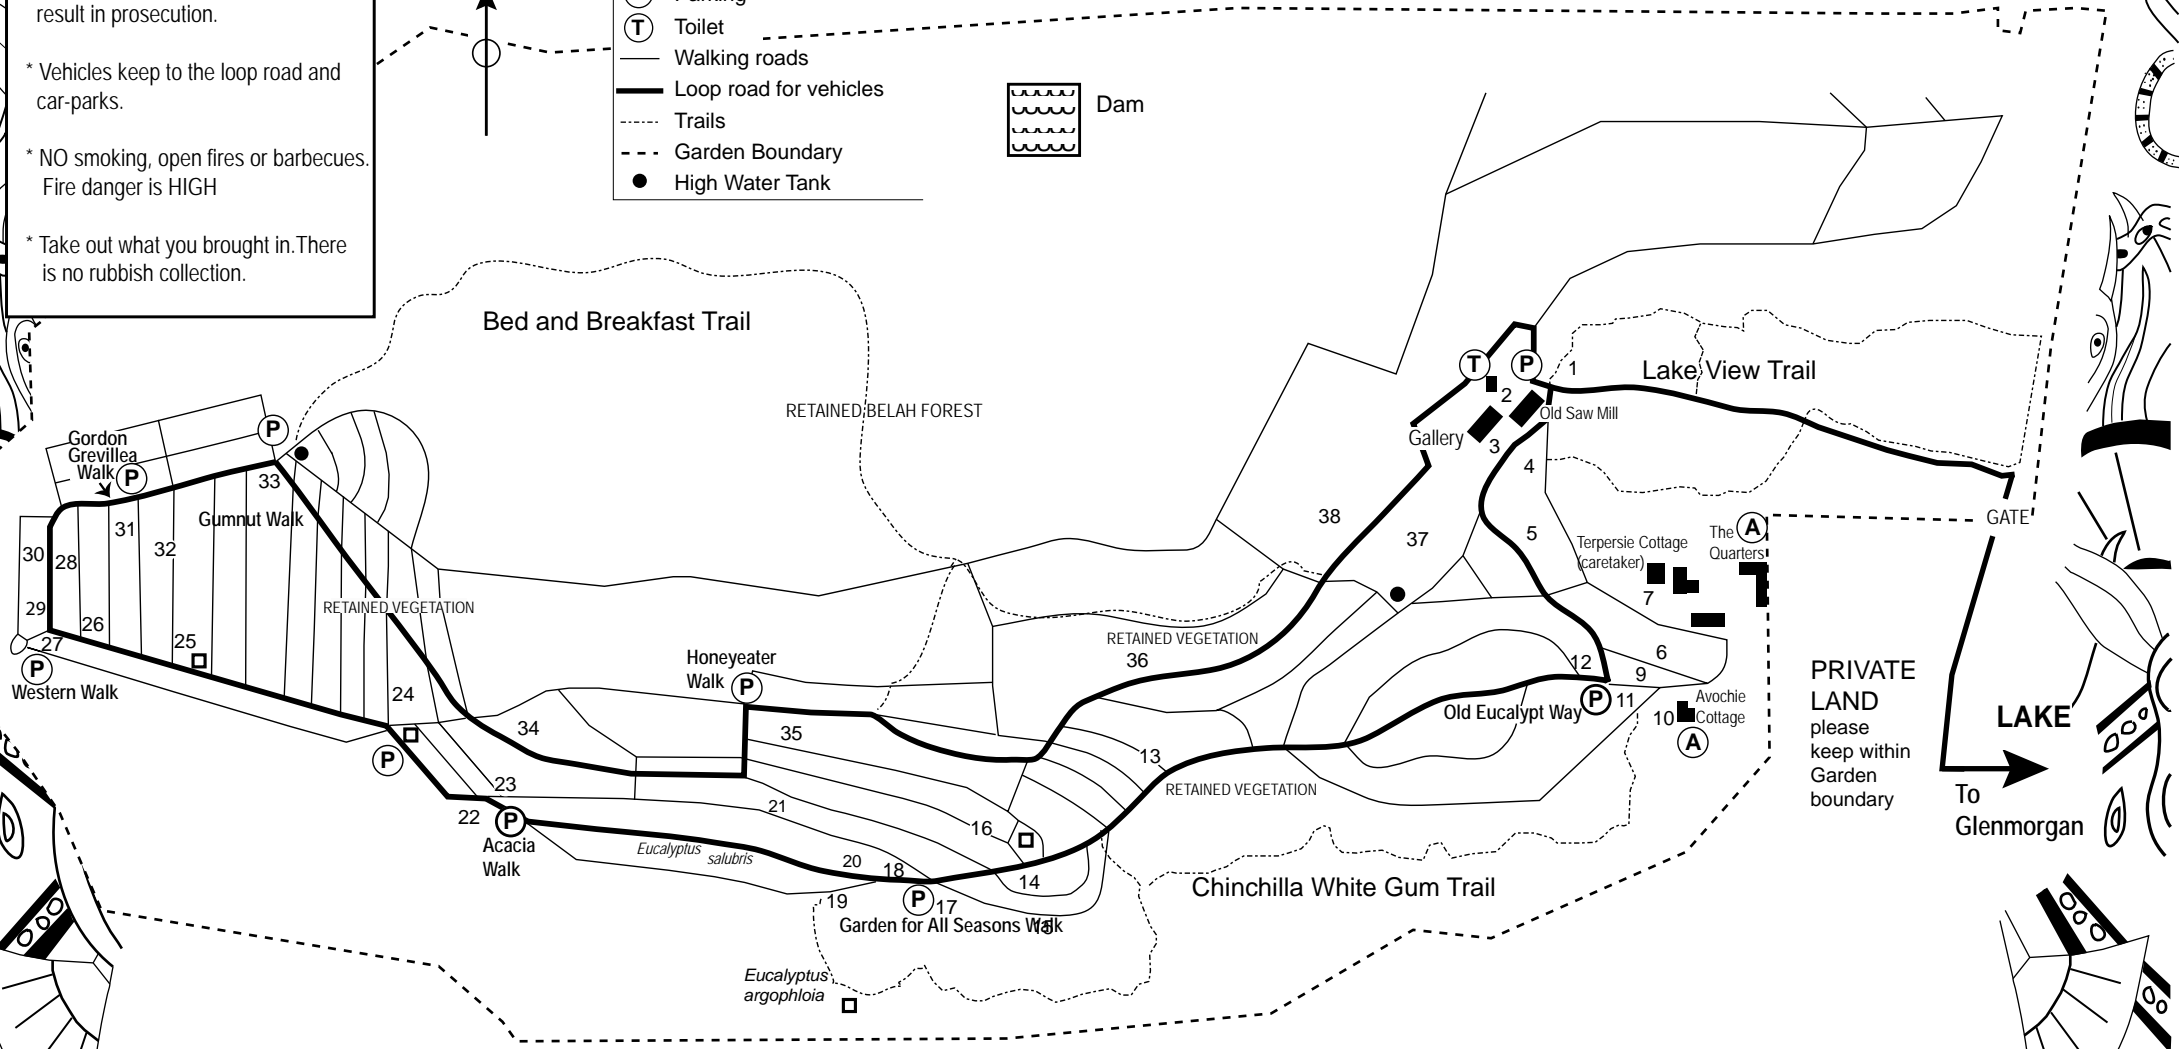 result in prosecution.
* Vehicles keep to the loop road and
car-parks.
* NO smoking, open fires or barbecues.
Fire danger is HIGH
* Take out what you brought in.There
is no rubbish collection.
Parking
T Toilet
Walking roads
Loop road for vehicles
Trails
Garden Boundary
High Water Tank
Dam
Bed and Breakfast Trail
RETAINED BELAH FOREST
Lake View Trail
T
P
1
2
Old Saw Mill
Gallery
3
4
5
38
37
GATE
The
Quarters
A
Terpersie Cottage
(caretaker)
7
6
9
12
11
P
Old Eucalypt Way
10
Avochie
Cottage
A
PRIVATE
LAND
please
keep within
Garden
boundary
LAKE
To
Glenmorgan
Gordon
Grevillea
Walk
P
P
33
Gumnut Walk
31
32
30
28
29
26
25
27
P
Western Walk
RETAINED VEGETATION
24
P
34
23
22
P
Acacia
Walk
Honeyeater
Walk
P
35
RETAINED VEGETATION
36
13
RETAINED VEGETATION
21
16
Eucalyptus
salubris
20
18
14
19
P
17
Garden for All Seasons Walk
15
Chinchilla White Gum Trail
Eucalyptus
argophloia